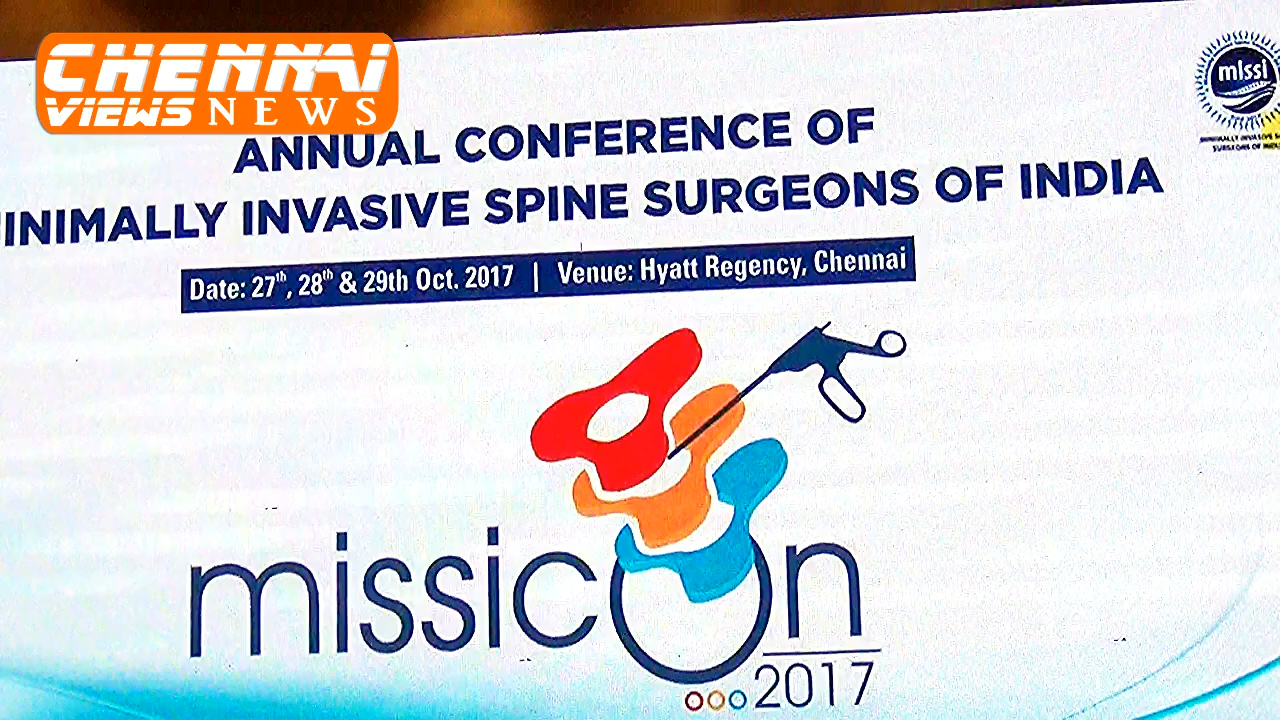 CHENNAI
VIEWS NEWS
mIssi
ANNUAL CONFERENCE OF
INIMALLY INVASIVE SPINE SURGEONS OF INDIA
Date: 27th, 28th & 29th Oct. 2017 | Venue: Hyatt Regency, Chennai
missicOn
2017